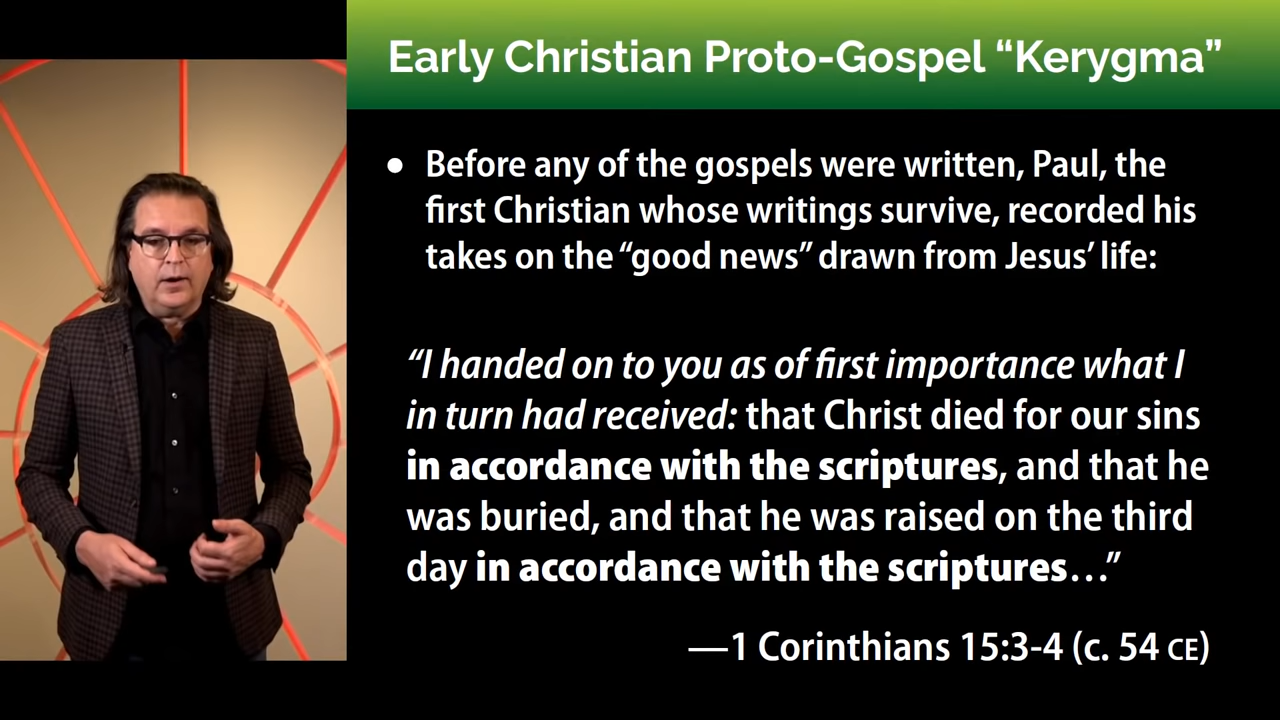 Early Christian Proto-Gospel “Kerygma”
● Before any of the gospels were written, Paul, the
first Christian whose writings survive, recorded his
takes on the “good news” drawn from Jesus’ life:
“I handed on to you as of first importance what I
in turn had received: that Christ died for our sins
in accordance with the scriptures, and that he
was buried, and that he was raised on the third
day in accordance with the scriptures…”
—1 Corinthians 15:3-4 (c. 54 CE)